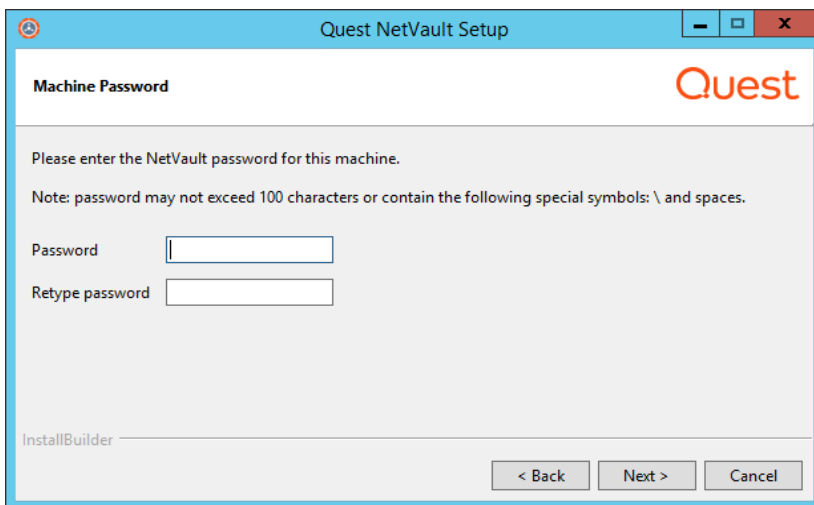 Quest NetVault Setup
Machine Password
Quest
Please enter the NetVault password for this machine.
Note: password may not exceed 100 characters or contain the following special symbols: \ and spaces.
Password
Retype password
InstallBuilder
< Back
Next >
Cancel